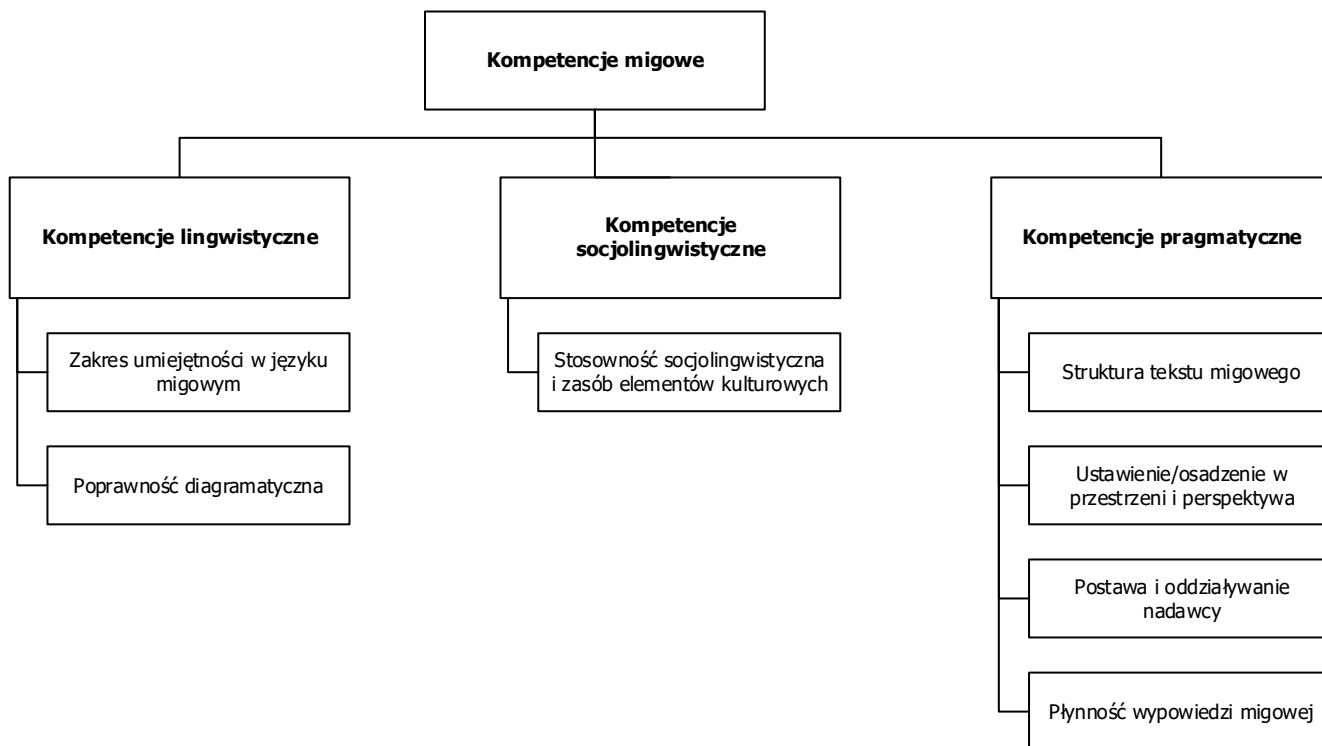 Kompetencje migowe
Kompetencje lingwistyczne
Zakres umiejętności w języku
migowym
Poprawność diagramatyczna
Kompetencje
socjolingwistyczne
Stosowność socjolingwistyczna
i zasób elementów kulturowych
Kompetencje pragmatyczne
Struktura tekstu migowego
Ustawienie/osadzenie w
przestrzeni i perspektywa
Postawa i oddziaływanie
nadawcy
Płynność wypowiedzi migowej